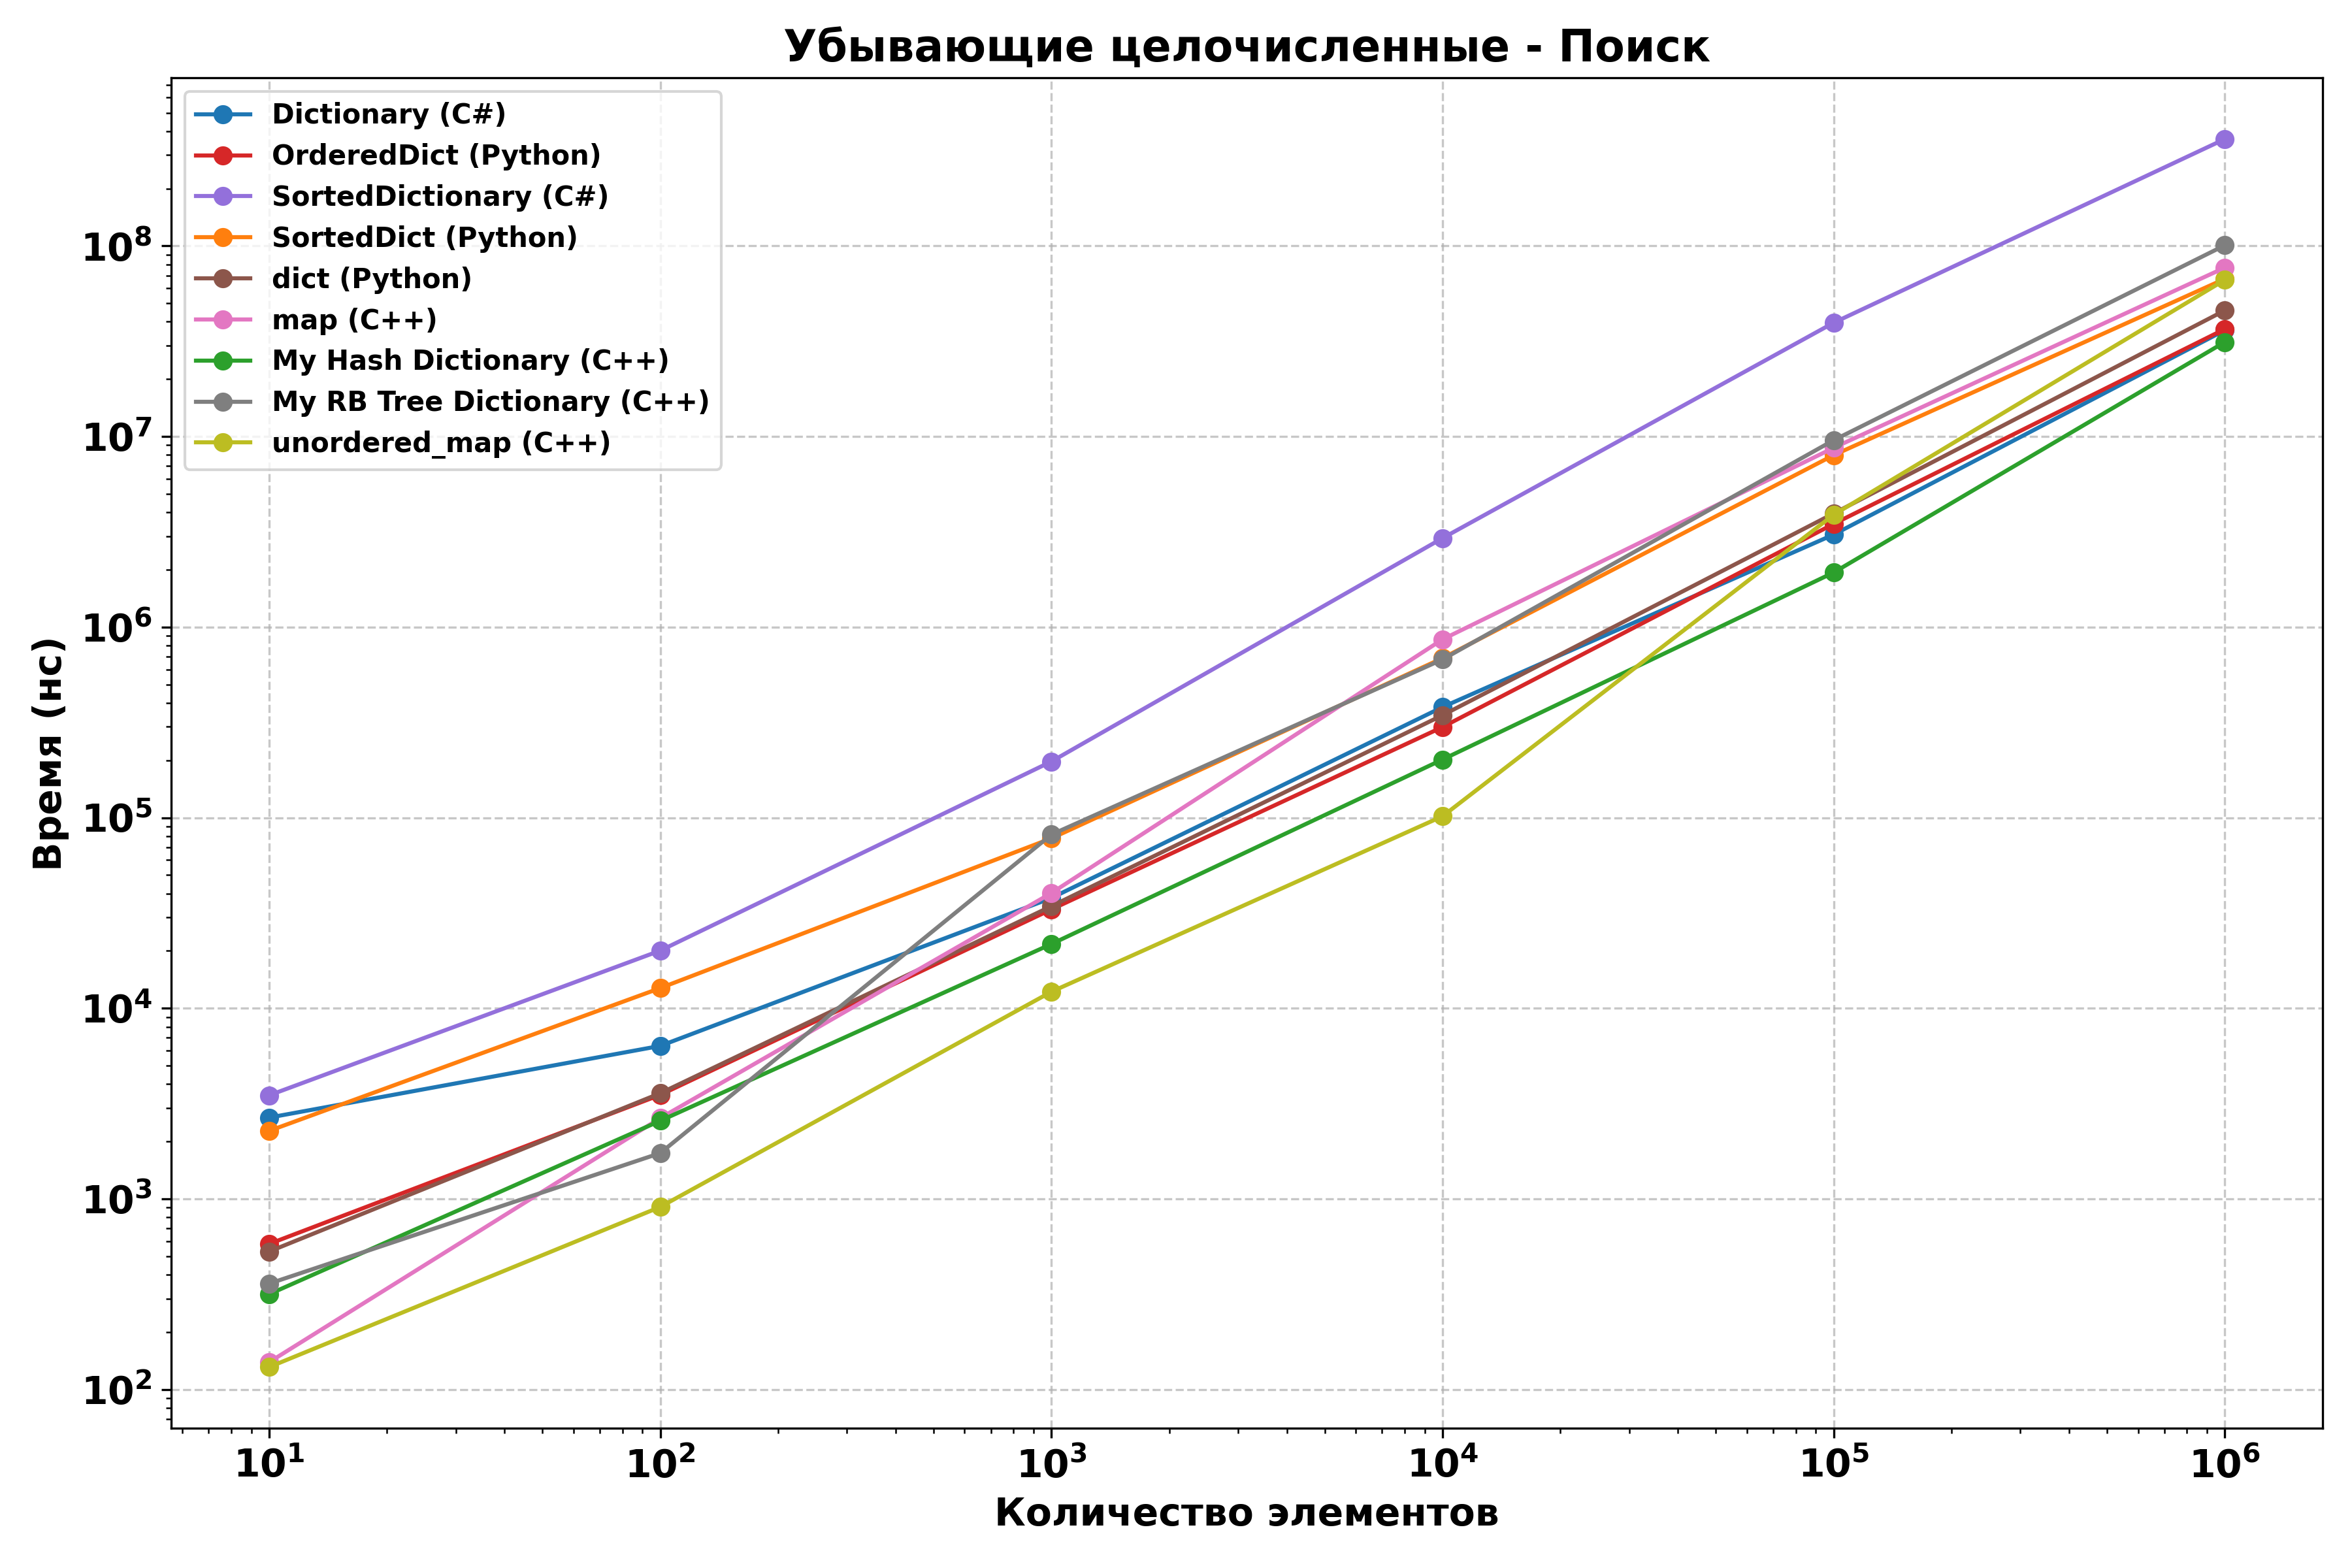 Убывающие целочисленные - Поиск
Dictionary (C#)
OrderedDict (Python)
SortedDictionary (C#)
SortedDict (Python)
dict (Python)
map (C++)
My Hash Dictionary (C++)
My RB Tree Dictionary (C++)
unordered_map (C++)
Время (нс)
10⁸
10⁷
10⁶
10⁵
10⁴
10³
10²
10¹ 10² 10³ 10⁴ 10⁵ 10⁶
Количество элементов